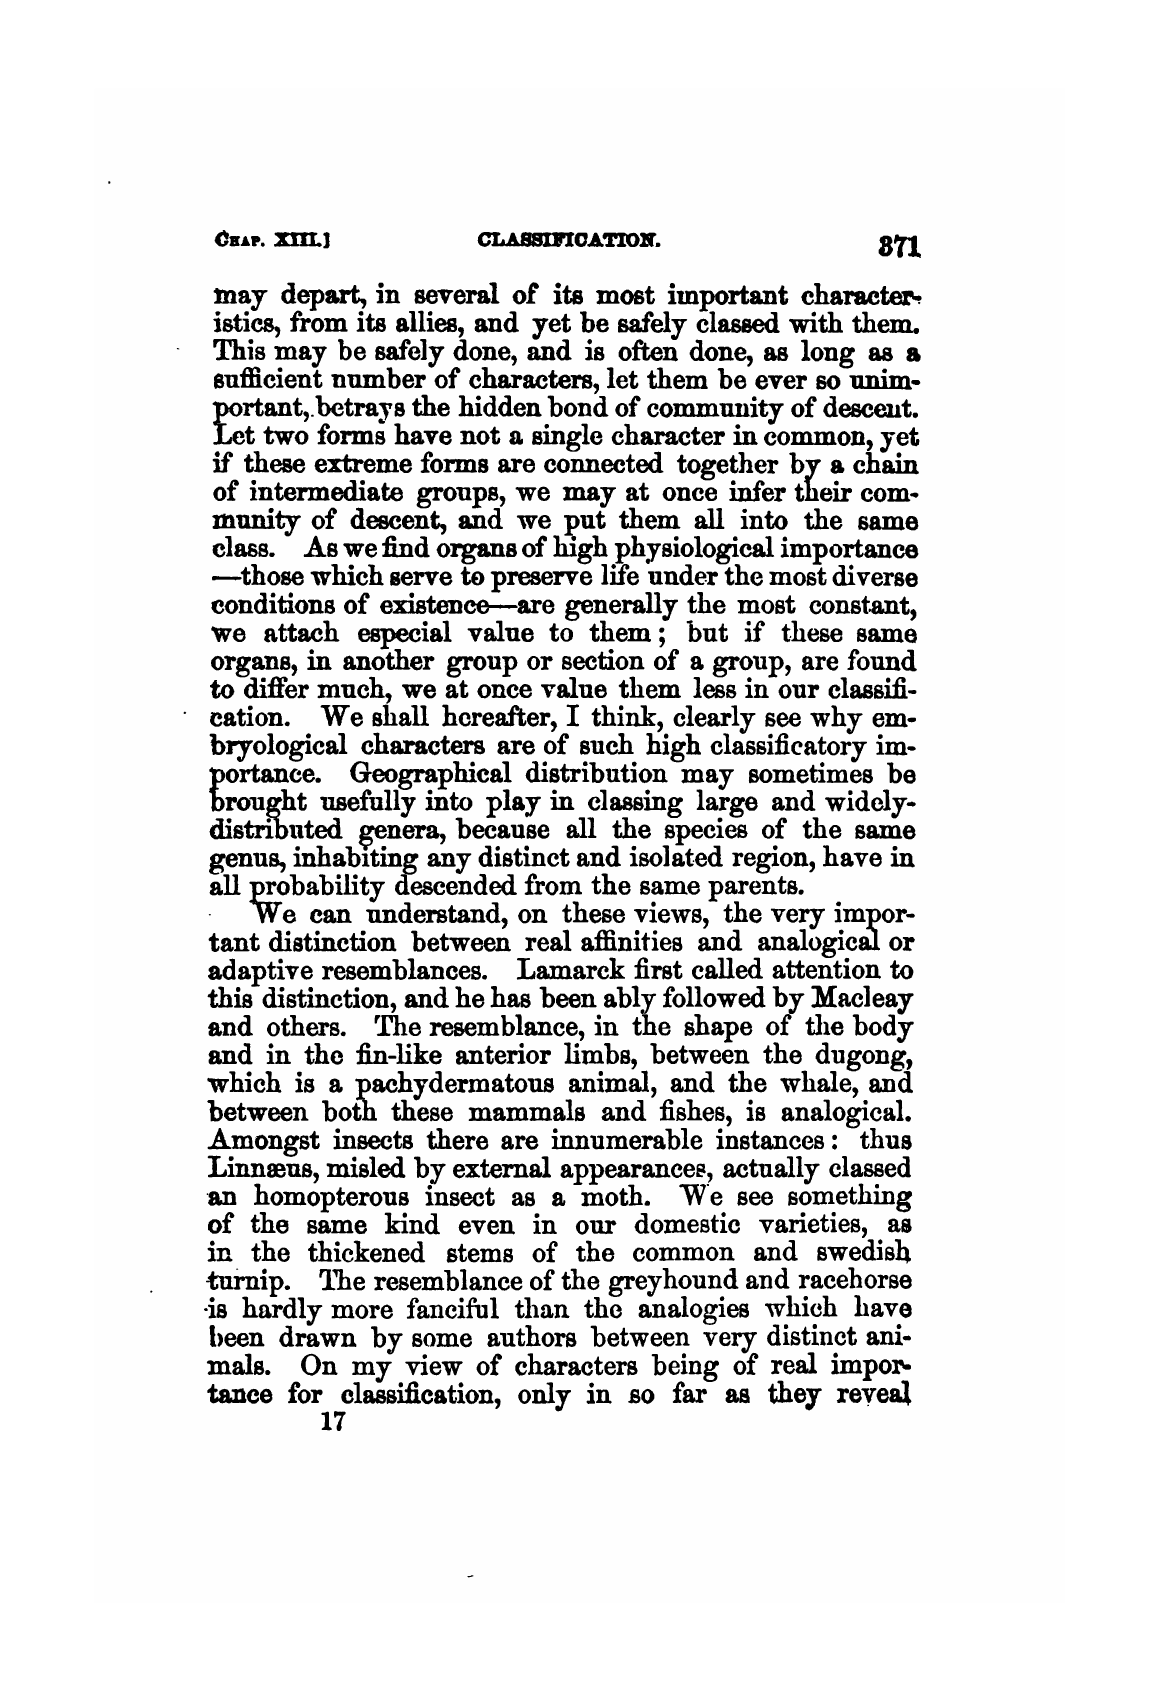 CHAP. XIII.] CLASSIFICATION. 371
may depart, in several of its most important character-
istics, from its allies, and yet be safely classed with them.
This may be safely done, and is often done, as long as a
sufficient number of characters, let them be ever so unim-
portant, betrays the hidden bond of community of descent.
Let two forms have not a single character in common, yet
if these extreme forms are connected together by a chain
of intermediate groups, we may at once infer their com-
munity of descent, and we put them all into the same
class. As we find organs of high physiological importance
—those which serve to preserve life under the most diverse
conditions of existence—are generally the most constant,
we attach especial value to them; but if these same
organs, in another group or section of a group, are found
to differ much, we at once value them less in our classifi-
cation. We shall hereafter, I think, clearly see why em-
bryological characters are of such high classificatory im-
portance. Geographical distribution may sometimes be
brought usefully into play in classing large and widely-
distributed genera, because all the species of the same
genus, inhabiting any distinct and isolated region, have in
all probability descended from the same parents.
We can understand, on these views, the very impor-
tant distinction between real affinities and analogical or
adaptive resemblances. Lamarck first called attention to
this distinction, and he has been ably followed by Macleay
and others. The resemblance, in the shape of the body
and in the fin-like anterior limbs, between the dugong,
which is a pachydermatous animal, and the whale, and
between both these mammals and fishes, is analogical.
Amongst insects there are innumerable instances: thus
Linnæus, misled by external appearances, actually classed
an homopterous insect as a moth. We see something
of the same kind even in our domestic varieties, as
in the thickened stems of the common and swedish
turnip. The resemblance of the greyhound and racehorse
is hardly more fanciful than the analogies which have
been drawn by some authors between very distinct ani-
mals. On my view of characters being of real impor-
tance for classification, only in so far as they reveal
17